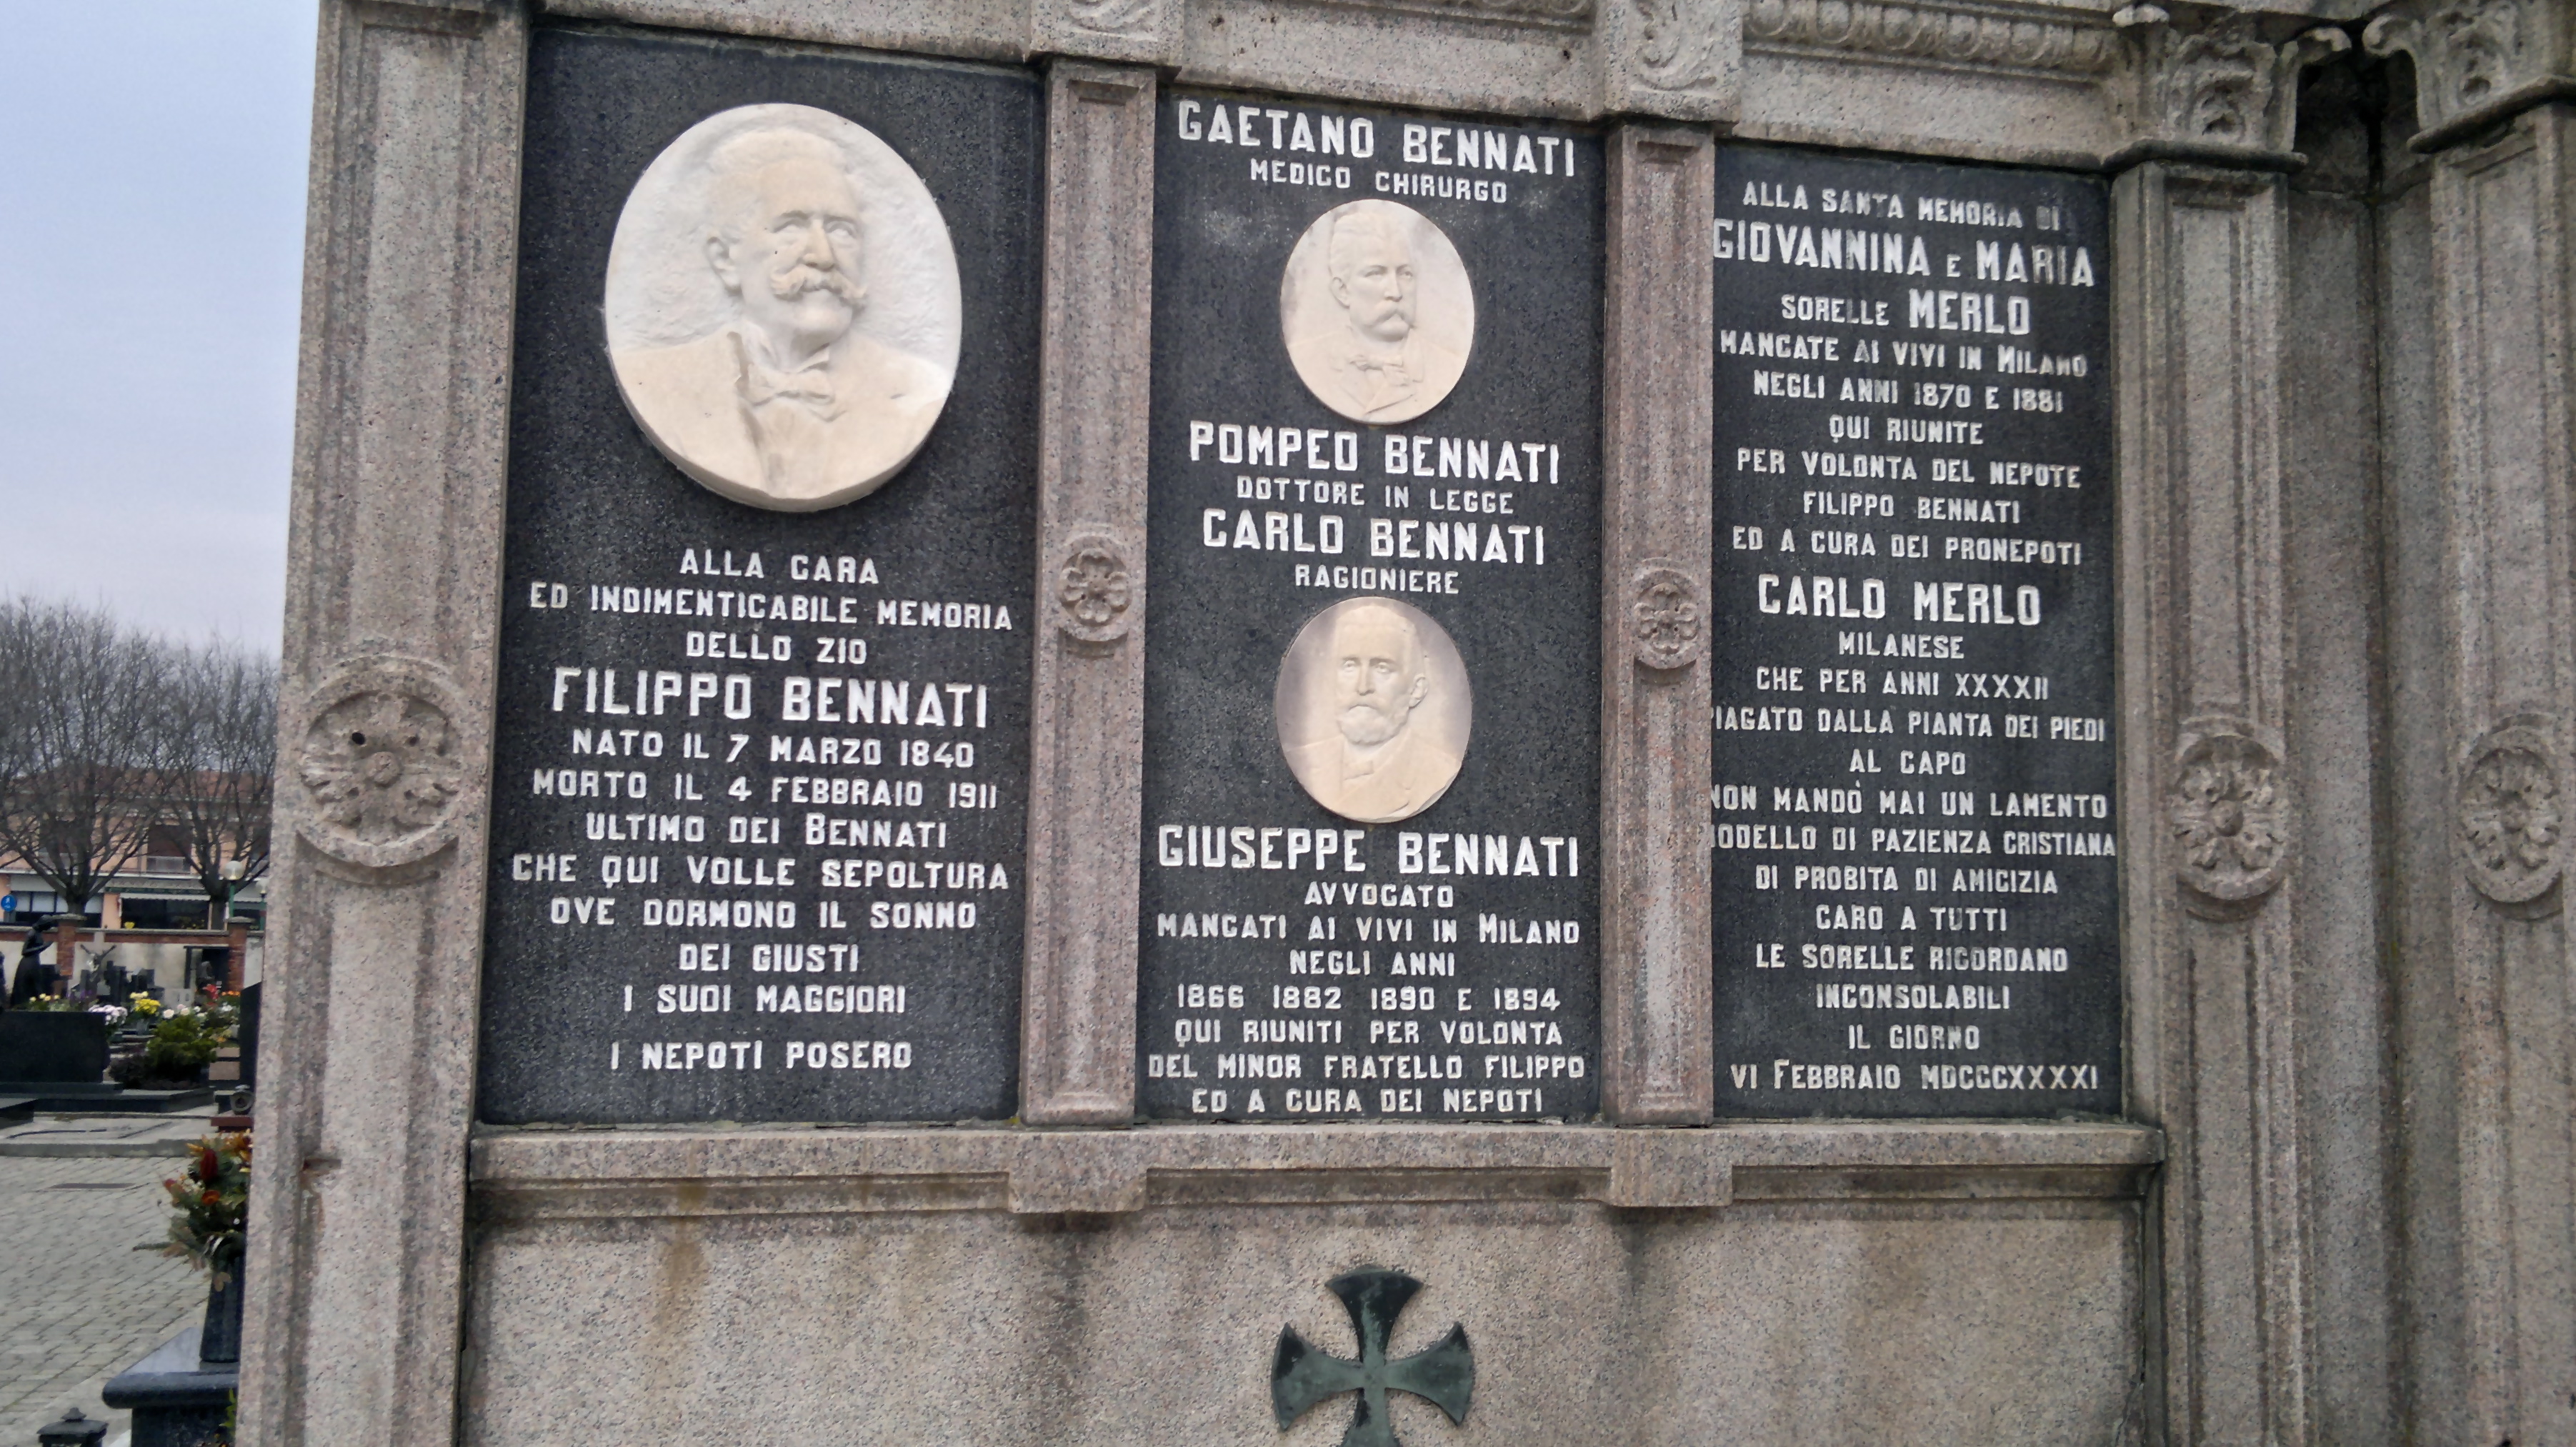 ALLA CARA
ED INDIMENTICABILE MEMORIA
DELLO ZIO
FILIPPO BENNATI
NATO IL 7 MARZO 1840
MORTO IL 4 FEBBRAIO 1911
ULTIMO DEI BENNATI
CHE QUI VOLLE SEPOLTURA
OVE DORMONO IL SONNO
DEI GIUSTI
I SUOI MAGGIORI
I NEPOTI POSERO
GAETANO BENNATI
MEDICO CHIRURGO
POMPEO BENNATI
DOTTORE IN LEGGE
CARLO BENNATI
RAGIONIERE
GIUSEPPE BENNATI
AVVOCATO
MANCATI AI VIVI IN MILANO
NEGLI ANNI
1866 1882 1890 E 1894
QUI RIUNITI PER VOLONTA
DEL MINOR FRATELLO FILIPPO
ED A CURA DEI NEPOTI
ALLA SANTA MEMORIA DI
GIOVANNINA E MARIA
SORELLE MERLO
MANCATE AI VIVI IN MILANO
NEGLI ANNI 1870 E 1881
QUI RIUNITE
PER VOLONTA DEL NEPOTE
FILIPPO BENNATI
ED A CURA DEI PRONEPOTI
CARLO MERLO
MILANESE
CHE PER ANNI XXXXII
PIAGATO DALLA PIANTA DEI PIEDI
AL CAPO
NON MANDÒ MAI UN LAMENTO
MODELLO DI PAZIENZA CRISTIANA
DI PROBITA DI AMICIZIA
CARO A TUTTI
LE SORELLE RICORDANO
INCONSOLABILI
IL GIORNO
VI FEBBRAIO MDCCCXXXXI